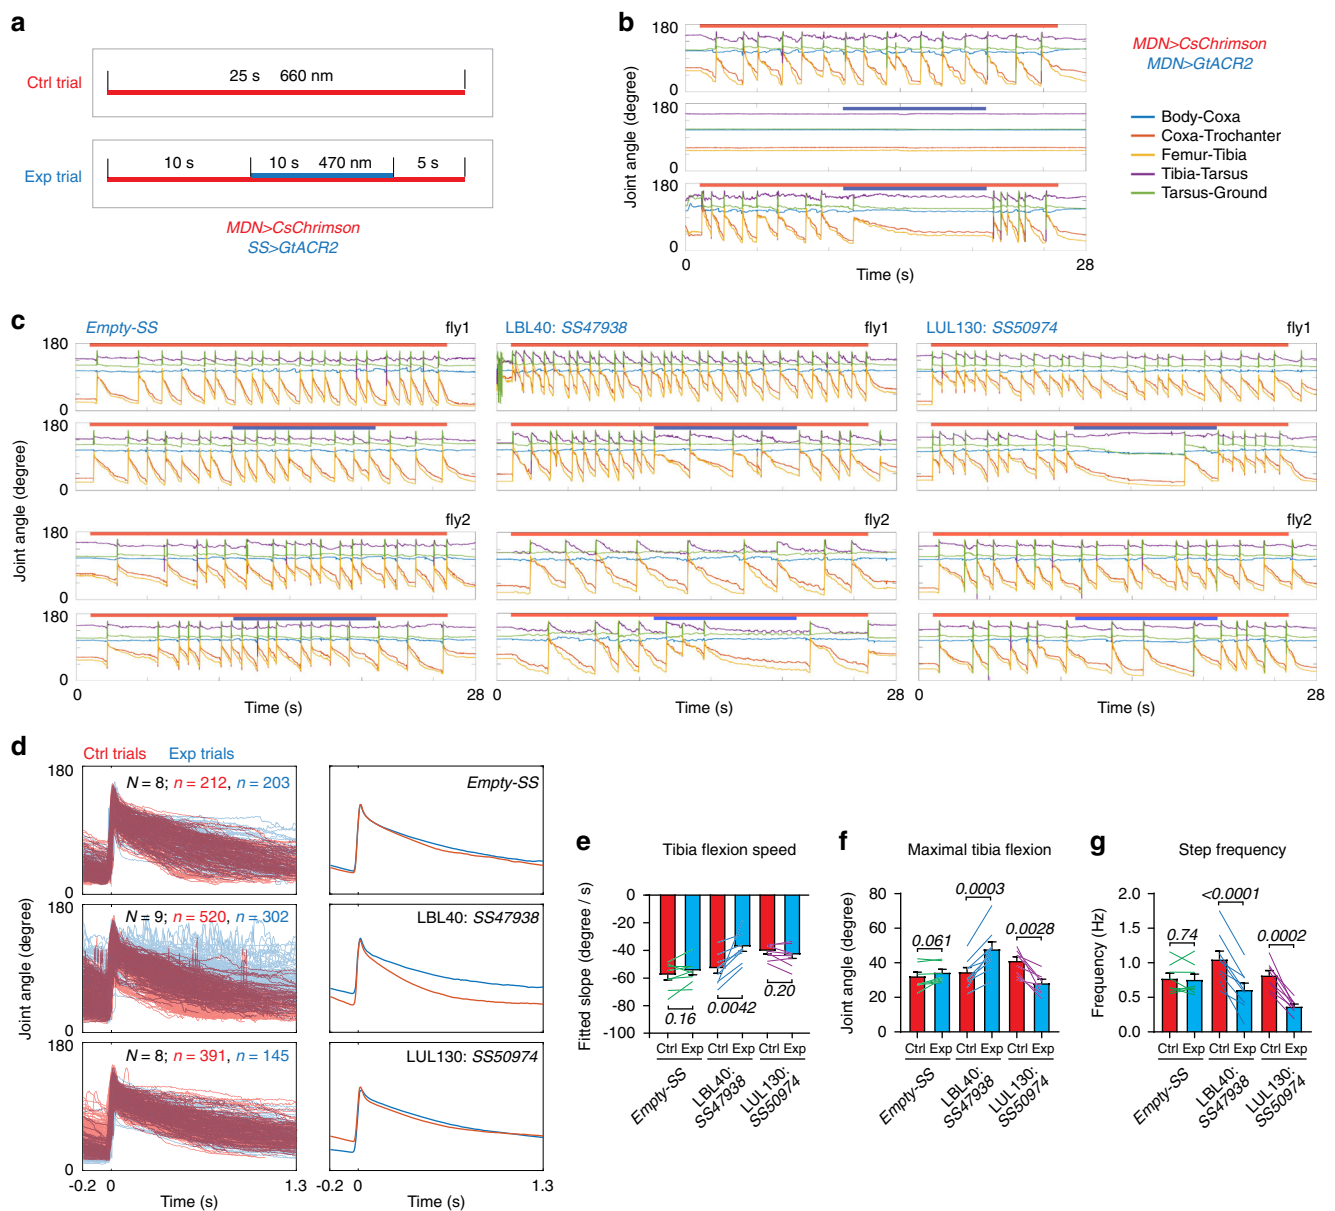 a
Ctrl trial
25 s 660 nm
Exp trial
10 s
10 s 470 nm
5 s
MDN>CsChrimson
SS>GtACR2
b
Joint angle (degree)
180
0
180
0
180
0
0
28
Time (s)
MDN>CsChrimson
MDN>GtACR2
Body-Coxa
Coxa-Trochanter
Femur-Tibia
Tibia-Tarsus
Tarsus-Ground
c
Joint angle (degree)
Empty-SS
fly1
LBL40: SS47938
fly1
LUL130: SS50974
fly1
180
0
180
0
fly2
fly2
fly2
180
0
180
0
0
28
0
28
0
28
Time (s)
Time (s)
Time (s)
d
Ctrl trials
Exp trials
Joint angle (degree)
180
0
N = 8; n = 212, n = 203
Empty-SS
180
0
N = 9; n = 520, n = 302
LBL40: SS47938
180
0
N = 8; n = 391, n = 145
LUL130: SS50974
-0.2
0
1.3
-0.2
0
1.3
Time (s)
Time (s)
e
Tibia flexion speed
Fitted slope (degree / s)
0
-20
-40
-60
-80
-100
0.16
0.0042
0.20
Ctrl Exp
Ctrl Exp
Ctrl Exp
Empty-SS
LBL40:
SS47938
LUL130:
SS50974
f
Maximal tibia flexion
Joint angle (degree)
80
60
40
20
0
0.061
0.0003
0.0028
Ctrl Exp
Ctrl Exp
Ctrl Exp
Empty-SS
LBL40:
SS47938
LUL130:
SS50974
g
Step frequency
Frequency (Hz)
2.0
1.5
1.0
0.5
0.0
0.74
<0.0001
0.0002
Ctrl Exp
Ctrl Exp
Ctrl Exp
Empty-SS
LBL40:
SS47938
LUL130:
SS50974